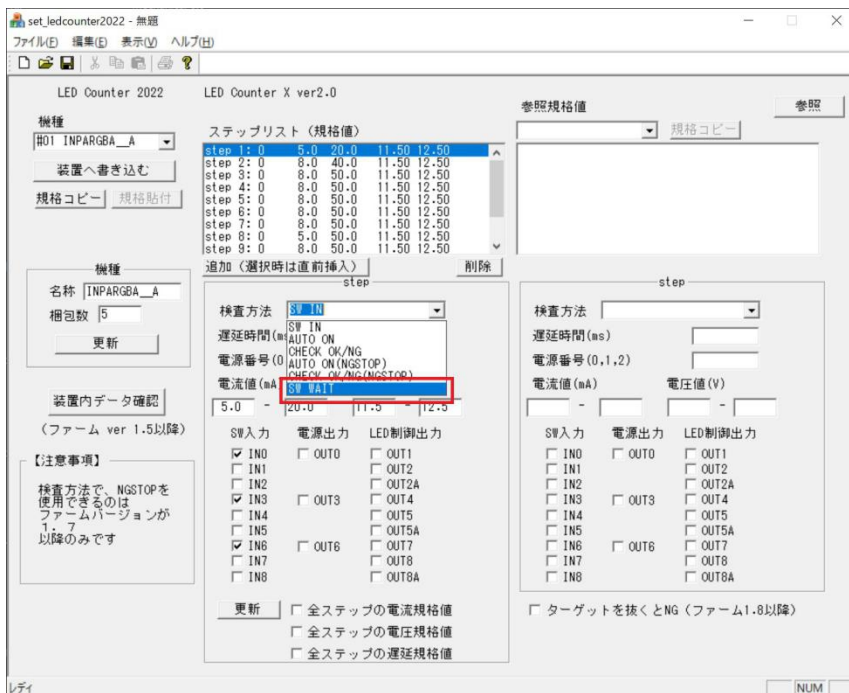 set_ledcounter2022 - 無題
ファイル(F) 編集(E) 表示(V) ヘルプ(H)
LED Counter 2022
LED Counter X ver2.0
機種
#01 INPARGBA__A
装置へ書き込む
規格コピー 規格貼付
ステップリスト（規格値）
step 1: 0 5.0 20.0 11.50 12.50
step 2: 0 8.0 40.0 11.50 12.50
step 3: 0 8.0 50.0 11.50 12.50
step 4: 0 8.0 50.0 11.50 12.50
step 5: 0 8.0 50.0 11.50 12.50
step 6: 0 8.0 50.0 11.50 12.50
step 7: 0 8.0 50.0 11.50 12.50
step 8: 0 5.0 50.0 11.50 12.50
step 9: 0 8.0 50.0 11.50 12.50
追加（選択時は直前挿入） 削除
参照規格値
参照
規格コピー
機種
名称 INPARGBA__A
梱包数 5
更新
装置内データ確認
(ファーム ver 1.5以降)
【注意事項】
検査方法で、NGSTOPを
使用できるのは
ファームバージョンが
1．7
以降のみです
step
検査方法 SW IN
SW IN
AUTO ON
CHECK OK/NG
AUTO ON(NGSTOP)
CHECK OK/NG(NGSTOP)
SW WAIT
遅延時間(m
電源番号(0
電流値(mA
5.0 - 20.0 11.5 - 12.5
SW入力 電源出力 LED制御出力
IN0 OUT0 OUT1
IN1 OUT2
IN2 OUT2A
IN3 OUT3 OUT4
IN4 OUT5
IN5 OUT5A
IN6 OUT6 OUT7
IN7 OUT8
IN8 OUT8A
更新
全ステップの電流規格値
全ステップの電圧規格値
全ステップの遅延規格値
step
検査方法
遅延時間(ms)
電源番号(0,1,2)
電流値(mA) 電圧値(V)
- -
SW入力 電源出力 LED制御出力
IN0 OUT0 OUT1
IN1 OUT2
IN2 OUT2A
IN3 OUT3 OUT4
IN4 OUT5
IN5 OUT5A
IN6 OUT6 OUT7
IN7 OUT8
IN8 OUT8A
ターゲットを抜くとNG（ファーム1.8以降）
レディ
NUM